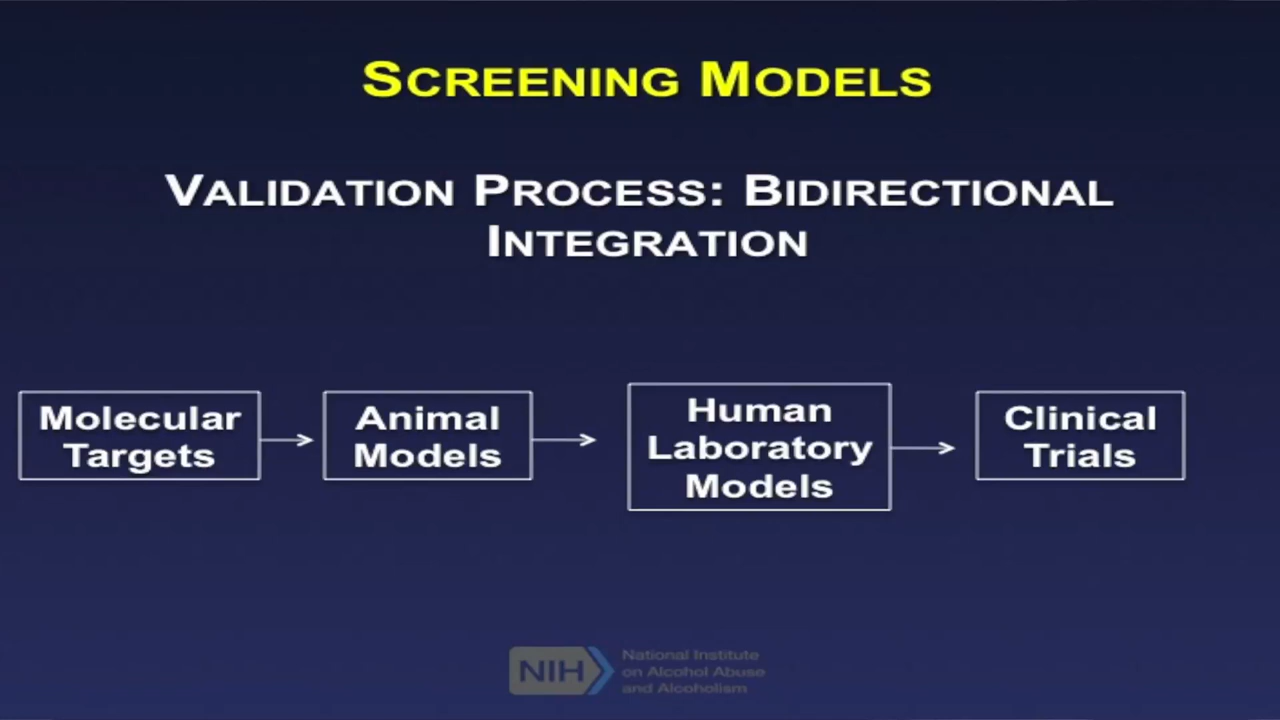 SCREENING MODELS
VALIDATION PROCESS: BIDIRECTIONAL
INTEGRATION
Molecular
Targets
Animal
Models
Human
Laboratory
Models
Clinical
Trials
NIH
National Institute
on Alcohol Abuse
and Alcoholism